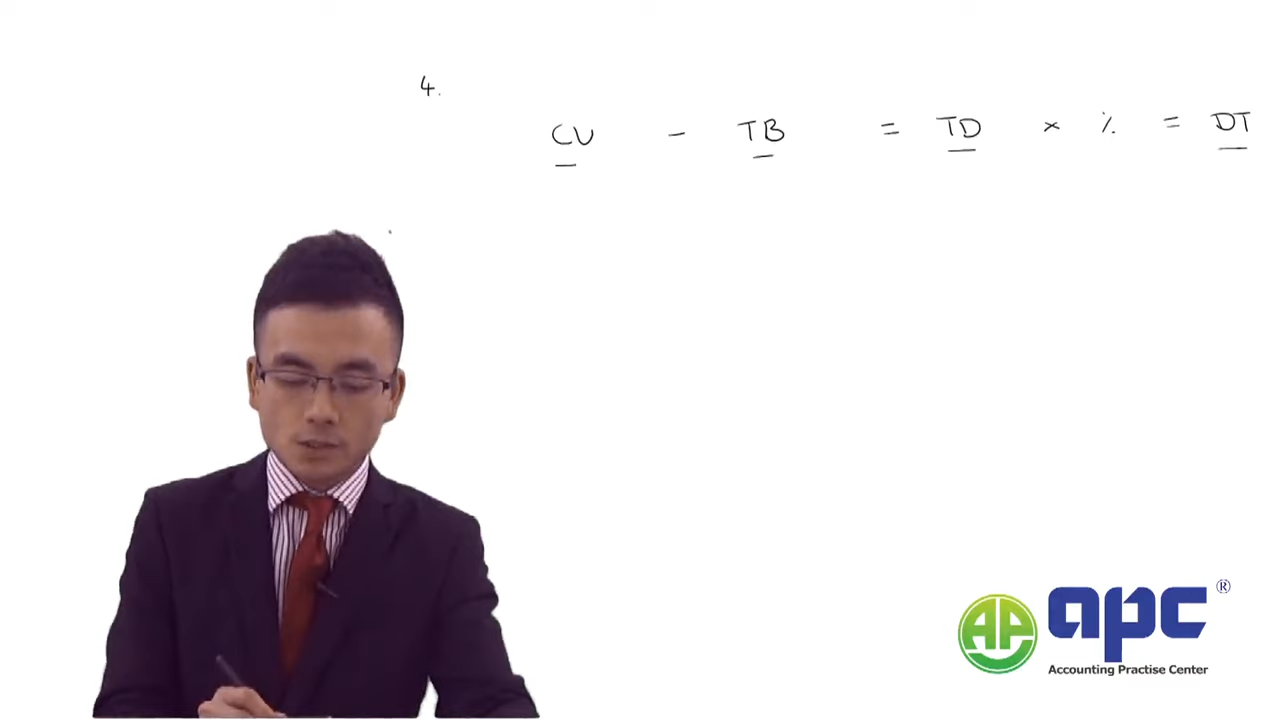 4.
CV - TB = TD × % = DT
apc ®
Accounting Practise Center